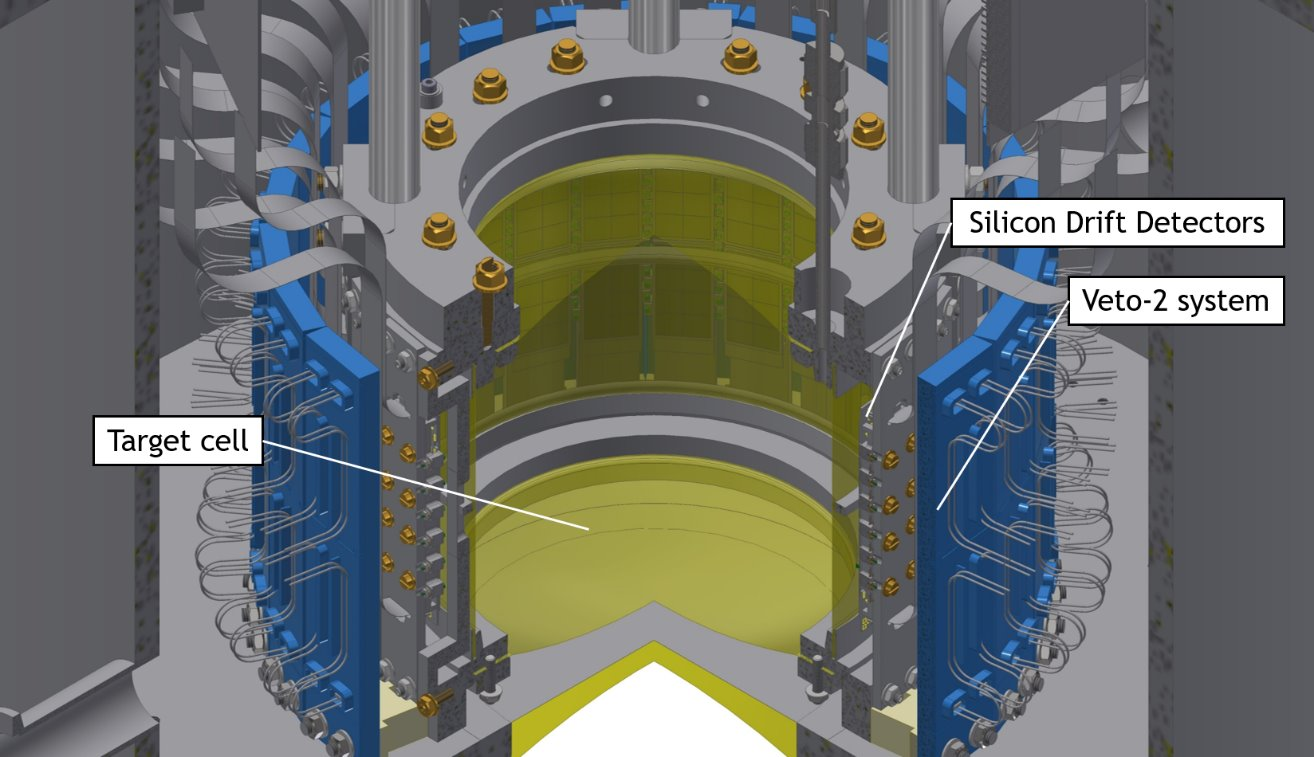 Silicon Drift Detectors
Veto-2 system
Target cell